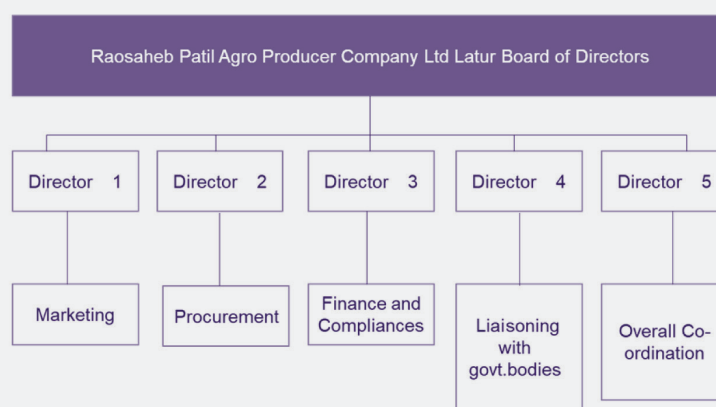 Raosaheb Patil Agro Producer Company Ltd Latur Board of Directors
Director 1
Director 2
Director 3
Director 4
Director 5
Marketing
Procurement
Finance and
Compliances
Liaisoning
with
govt.bodies
Overall Co-
ordination